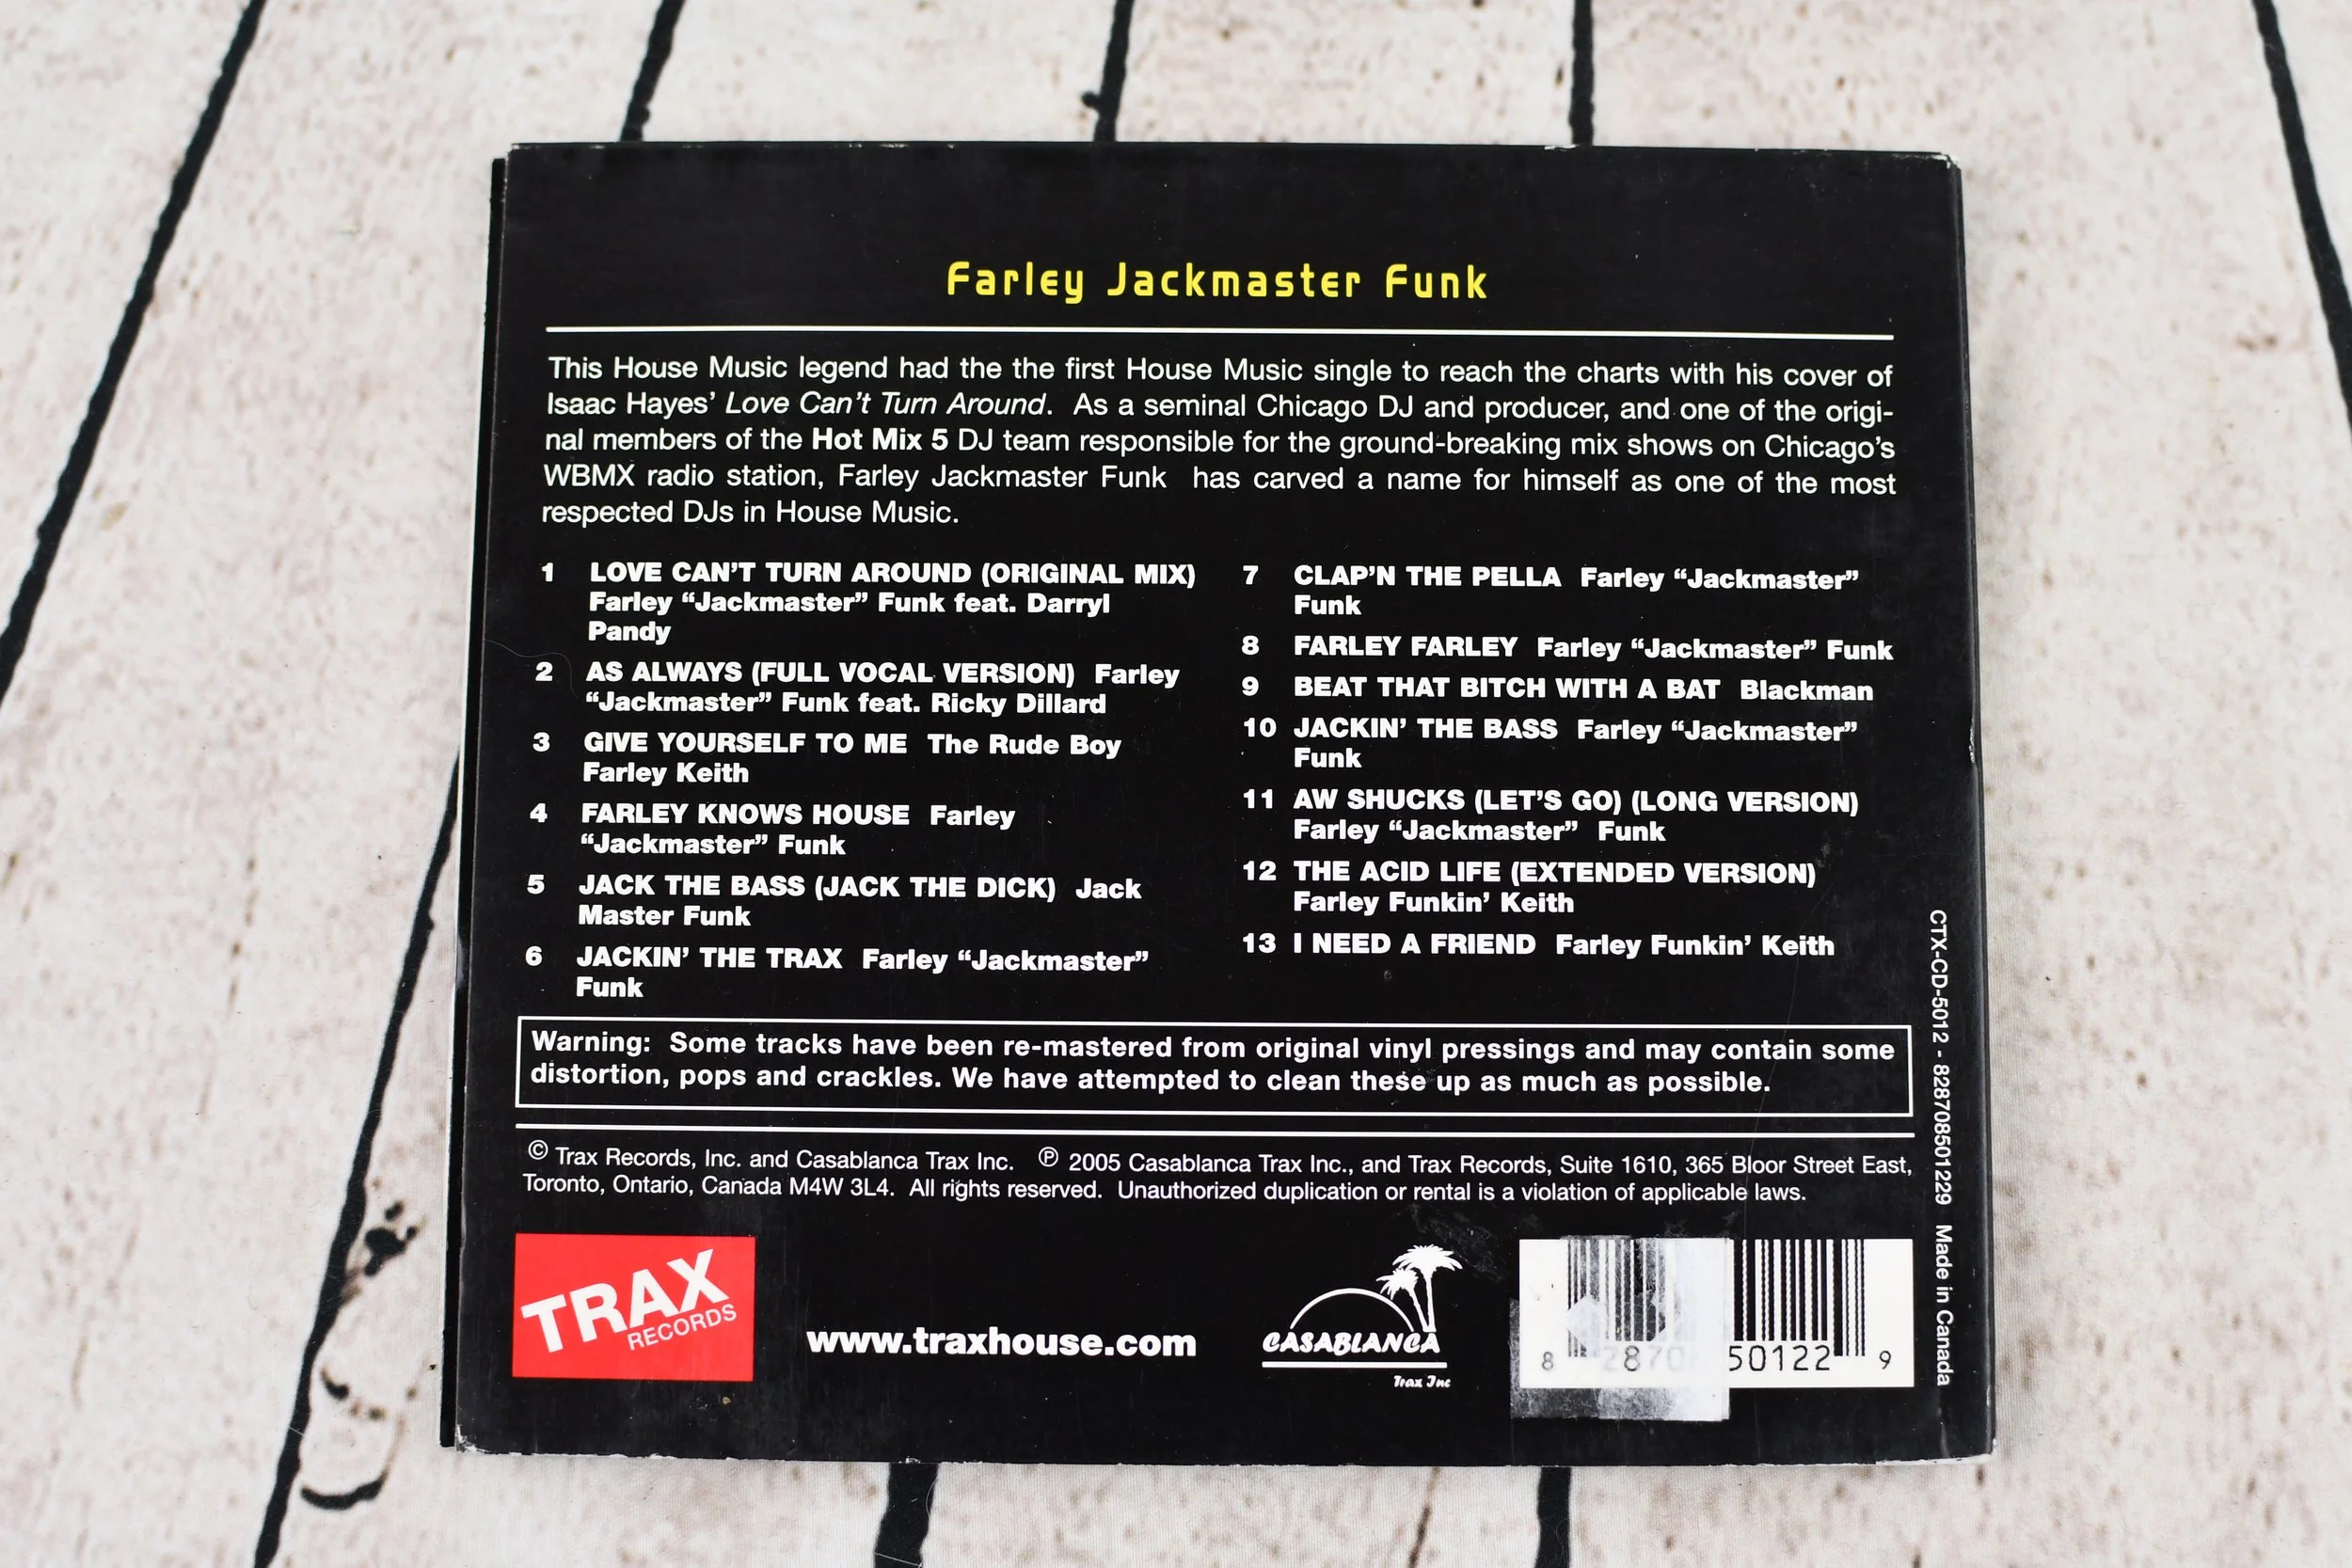 Farley Jackmaster Funk
This House Music legend had the the first House Music single to reach the charts with his cover of
Isaac Hayes' Love Can't Turn Around. As a seminal Chicago DJ and producer, and one of the origi-
nal members of the Hot Mix 5 DJ team responsible for the ground-breaking mix shows on Chicago's
WBMX radio station, Farley Jackmaster Funk has carved a name for himself as one of the most
respected DJs in House Music.
1 LOVE CAN'T TURN AROUND (ORIGINAL MIX)
Farley "Jackmaster" Funk feat. Darryl
Pandy
2 AS ALWAYS (FULL VOCAL VERSION) Farley
"Jackmaster" Funk feat. Ricky Dillard
3 GIVE YOURSELF TO ME The Rude Boy
Farley Keith
4 FARLEY KNOWS HOUSE Farley
"Jackmaster" Funk
5 JACK THE BASS (JACK THE DICK) Jack
Master Funk
6 JACKIN' THE TRAX Farley "Jackmaster"
Funk
7 CLAP'N THE PELLA Farley "Jackmaster"
Funk
8 FARLEY FARLEY Farley "Jackmaster" Funk
9 BEAT THAT BITCH WITH A BAT Blackman
10 JACKIN' THE BASS Farley "Jackmaster"
Funk
11 AW SHUCKS (LET'S GO) (LONG VERSION)
Farley "Jackmaster" Funk
12 THE ACID LIFE (EXTENDED VERSION)
Farley Funkin' Keith
13 I NEED A FRIEND Farley Funkin' Keith
Warning: Some tracks have been re-mastered from original vinyl pressings and may contain some
distortion, pops and crackles. We have attempted to clean these up as much as possible.
© Trax Records, Inc. and Casablanca Trax Inc. ℗ 2005 Casablanca Trax Inc., and Trax Records, Suite 1610, 365 Bloor Street East,
Toronto, Ontario, Canada M4W 3L4. All rights reserved. Unauthorized duplication or rental is a violation of applicable laws.
TRAX
RECORDS
www.traxhouse.com
CASABLANCA
Trax Inc
8 50122 9
CTX-CD-5012 - 828708501229 Made in Canada